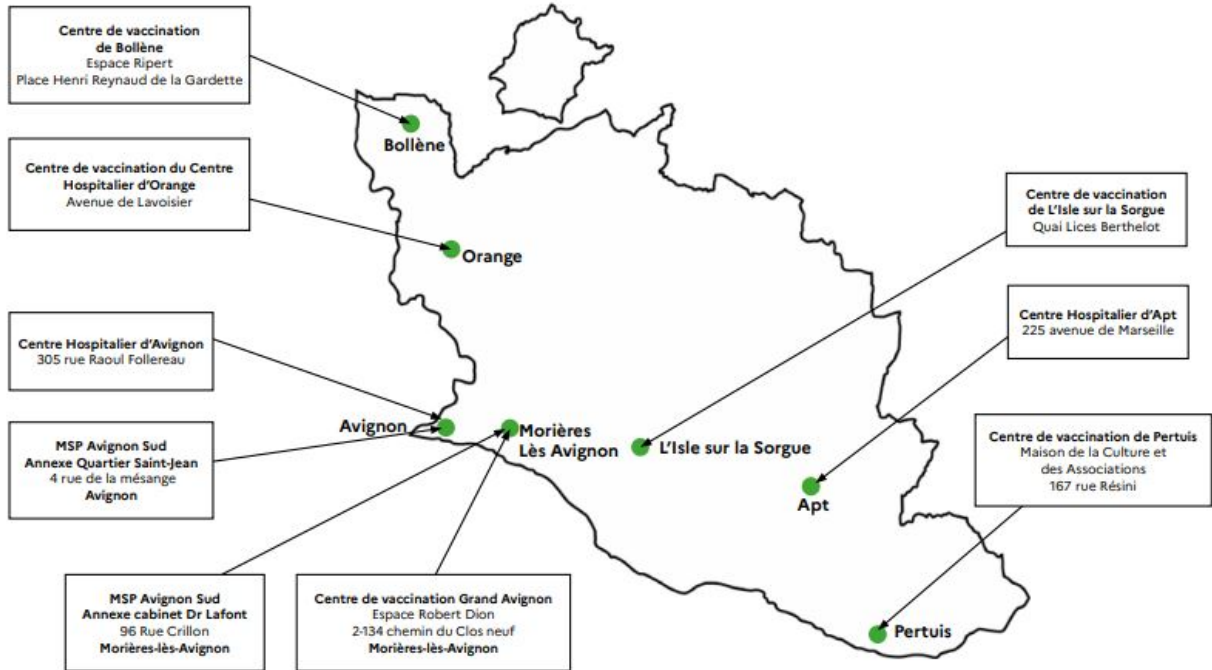 Centre de vaccination
de Bollène
Espace Ripert
Place Henri Reynaud de la Gardette
Bollène
Centre de vaccination du Centre
Hospitalier d'Orange
Avenue de Lavoisier
Orange
Centre de vaccination
de L'Isle sur la Sorgue
Quai Lices Berthelot
Centre Hospitalier d'Apt
225 avenue de Marseille
Centre Hospitalier d'Avignon
305 rue Raoul Follereau
Avignon
Morières
Lès Avignon
L'Isle sur la Sorgue
Apt
MSP Avignon Sud
Annexe Quartier Saint-Jean
4 rue de la mésange
Avignon
Centre de vaccination de Pertuis
Maison de la Culture et
des Associations
167 rue Résini
MSP Avignon Sud
Annexe cabinet Dr Lafont
96 Rue Crillon
Morières-lès-Avignon
Centre de vaccination Grand Avignon
Espace Robert Dion
2-134 chemin du Clos neuf
Morières-lès-Avignon
Pertuis